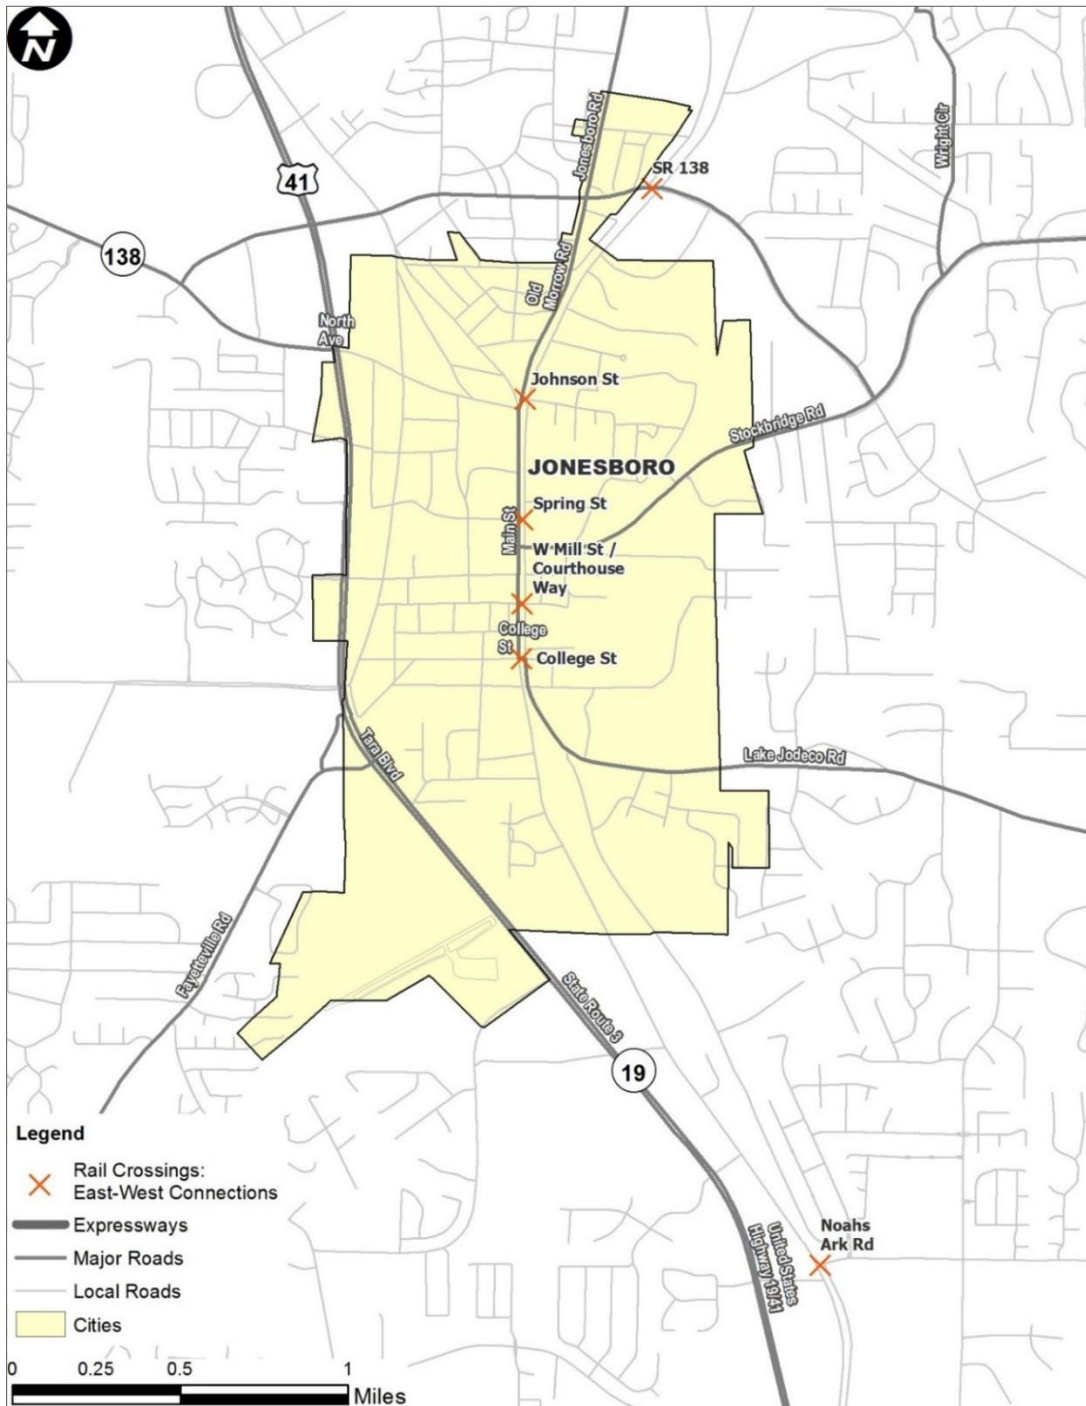 N
Jonesboro Rd
Wright Cir
SR 138
41
138
Old
Morrow Rd
North
Ave
Johnson St
Stockbridge Rd
JONESBORO
Spring St
Main St
W Mill St /
Courthouse
Way
College
St
College St
Tara Blvd
Lake Jodeco Rd
Fayetteville Rd
State Route 3
19
Noahs
Ark Rd
United States
Highway 19/41
Legend
Rail Crossings:
East-West Connections
Expressways
Major Roads
Local Roads
Cities
0 0.25 0.5 1
Miles